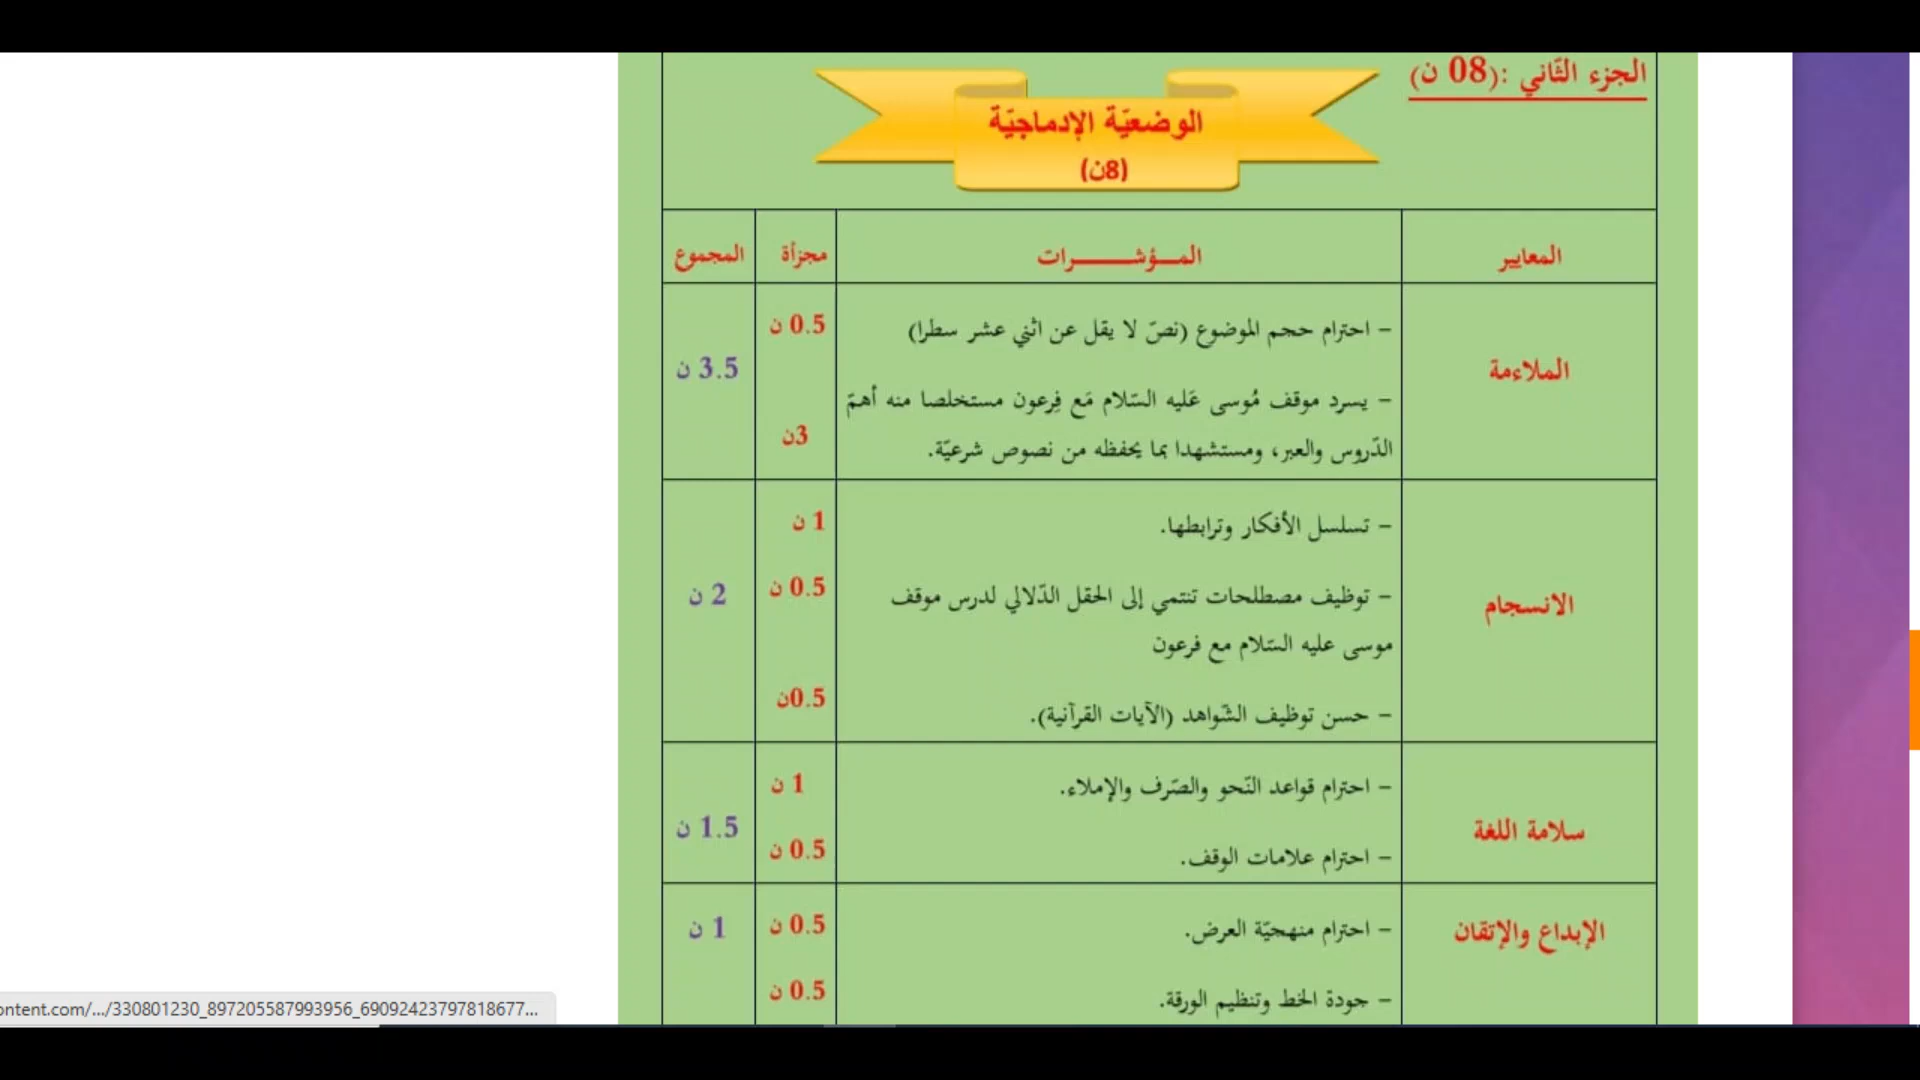 الجزء الثّاني :(08 ن)
الوضعيّة الإدماجيّة
(8ن)
المعايير
المــؤشـــــــرات
مجزأة
المجموع
الملاءمة
– احترام حجم الموضوع (نصّ لا يقل عن اثني عشر سطرا)
– يسرد موقف مُوسى عَليه السّلام مَع فِرعون مستخلصا منه أهمّ
الدّروس والعبر، ومستشهدا بما يحفظه من نصوص شرعيّة.
0.5 ن
3ن
3.5 ن
الانسجام
– تسلسل الأفكار وترابطها.
– توظيف مصطلحات تنتمي إلى الحقل الدّلالي لدرس موقف
موسى عليه السّلام مع فرعون
– حسن توظيف الشّواهد (الآيات القرآنية).
1 ن
0.5 ن
0.5ن
2 ن
سلامة اللغة
– احترام قواعد النّحو والصّرف والإملاء.
– احترام علامات الوقف.
1 ن
0.5 ن
1.5 ن
الإبداع والإتقان
– احترام منهجيّة العرض.
– جودة الخط وتنظيم الورقة.
0.5 ن
0.5 ن
1 ن
ontent.com/.../330801230_897205587993956_69092423797818677...